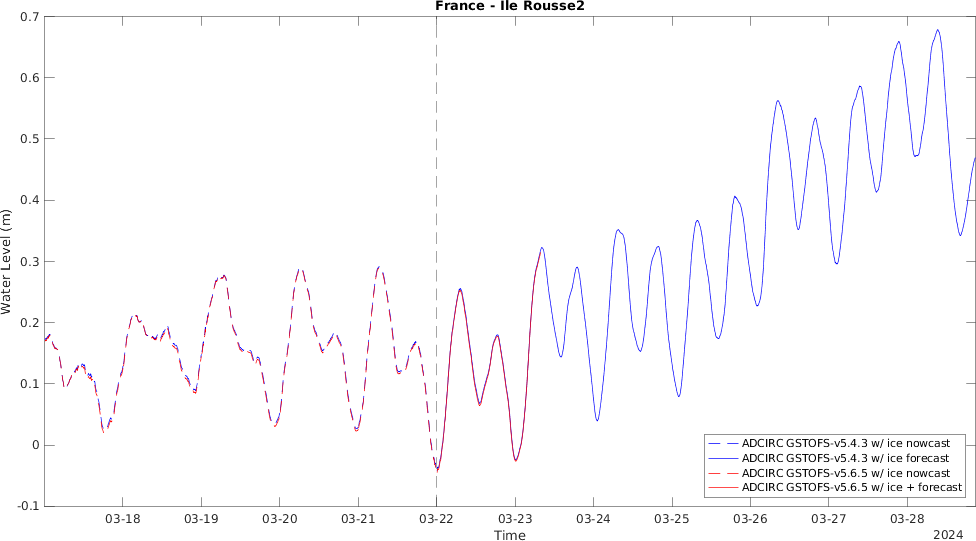 France - Ile Rousse2
0.7
0.6
0.5
0.4
0.3
0.2
0.1
0
-0.1
Water Level (m)
ADCIRC GSTOFS-v5.4.3 w/ ice nowcast
ADCIRC GSTOFS-v5.4.3 w/ ice forecast
ADCIRC GSTOFS-v5.6.5 w/ ice nowcast
ADCIRC GSTOFS-v5.6.5 w/ ice + forecast
03-18 03-19 03-20 03-21 03-22 03-23 03-24 03-25 03-26 03-27 03-28
Time
2024